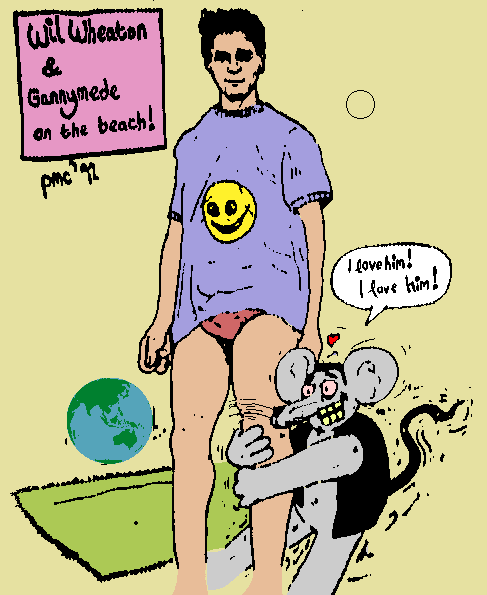 Wil Wheaton
&
Gannymede
on the beach!
pmc '92
I love him!
I love him!